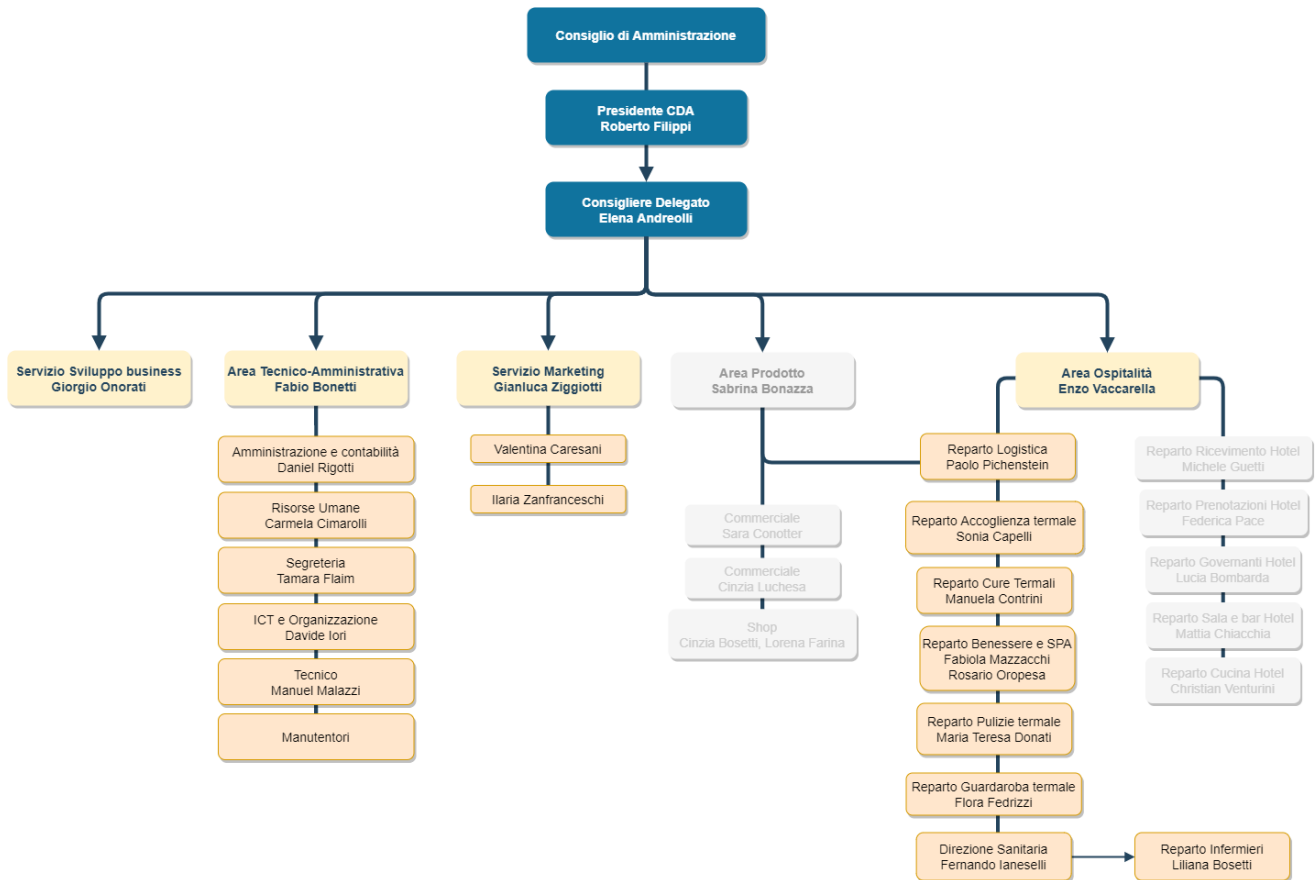 Consiglio di Amministrazione
Presidente CDA
Roberto Filippi
Consigliere Delegato
Elena Andreolli
Servizio Sviluppo business
Giorgio Onorati
Area Tecnico-Amministrativa
Fabio Bonetti
Servizio Marketing
Gianluca Ziggiotti
Area Prodotto
Sabrina Bonazza
Area Ospitalità
Enzo Vaccarella
Amministrazione e contabilità
Daniel Rigotti
Risorse Umane
Carmela Cimarolli
Segreteria
Tamara Flaim
ICT e Organizzazione
Davide Iori
Tecnico
Manuel Malazzi
Manutentori
Valentina Caresani
Ilaria Zanfranceschi
Commerciale
Sara Conotter
Commerciale
Cinzia Luchesa
Shop
Cinzia Bosetti, Lorena Farina
Reparto Logistica
Paolo Pichenstein
Reparto Accoglienza termale
Sonia Capelli
Reparto Cure Termali
Manuela Contrini
Reparto Benessere e SPA
Fabiola Mazzacchi
Rosario Oropesa
Reparto Pulizie termale
Maria Teresa Donati
Reparto Guardaroba termale
Flora Fedrizzi
Direzione Sanitaria
Fernando Ianeselli
Reparto Infermieri
Liliana Bosetti
Reparto Ricevimento Hotel
Michele Guetti
Reparto Prenotazioni Hotel
Federica Pace
Reparto Governanti Hotel
Lucia Bombarda
Reparto Sala e bar Hotel
Mattia Chiacchia
Reparto Cucina Hotel
Christian Venturini